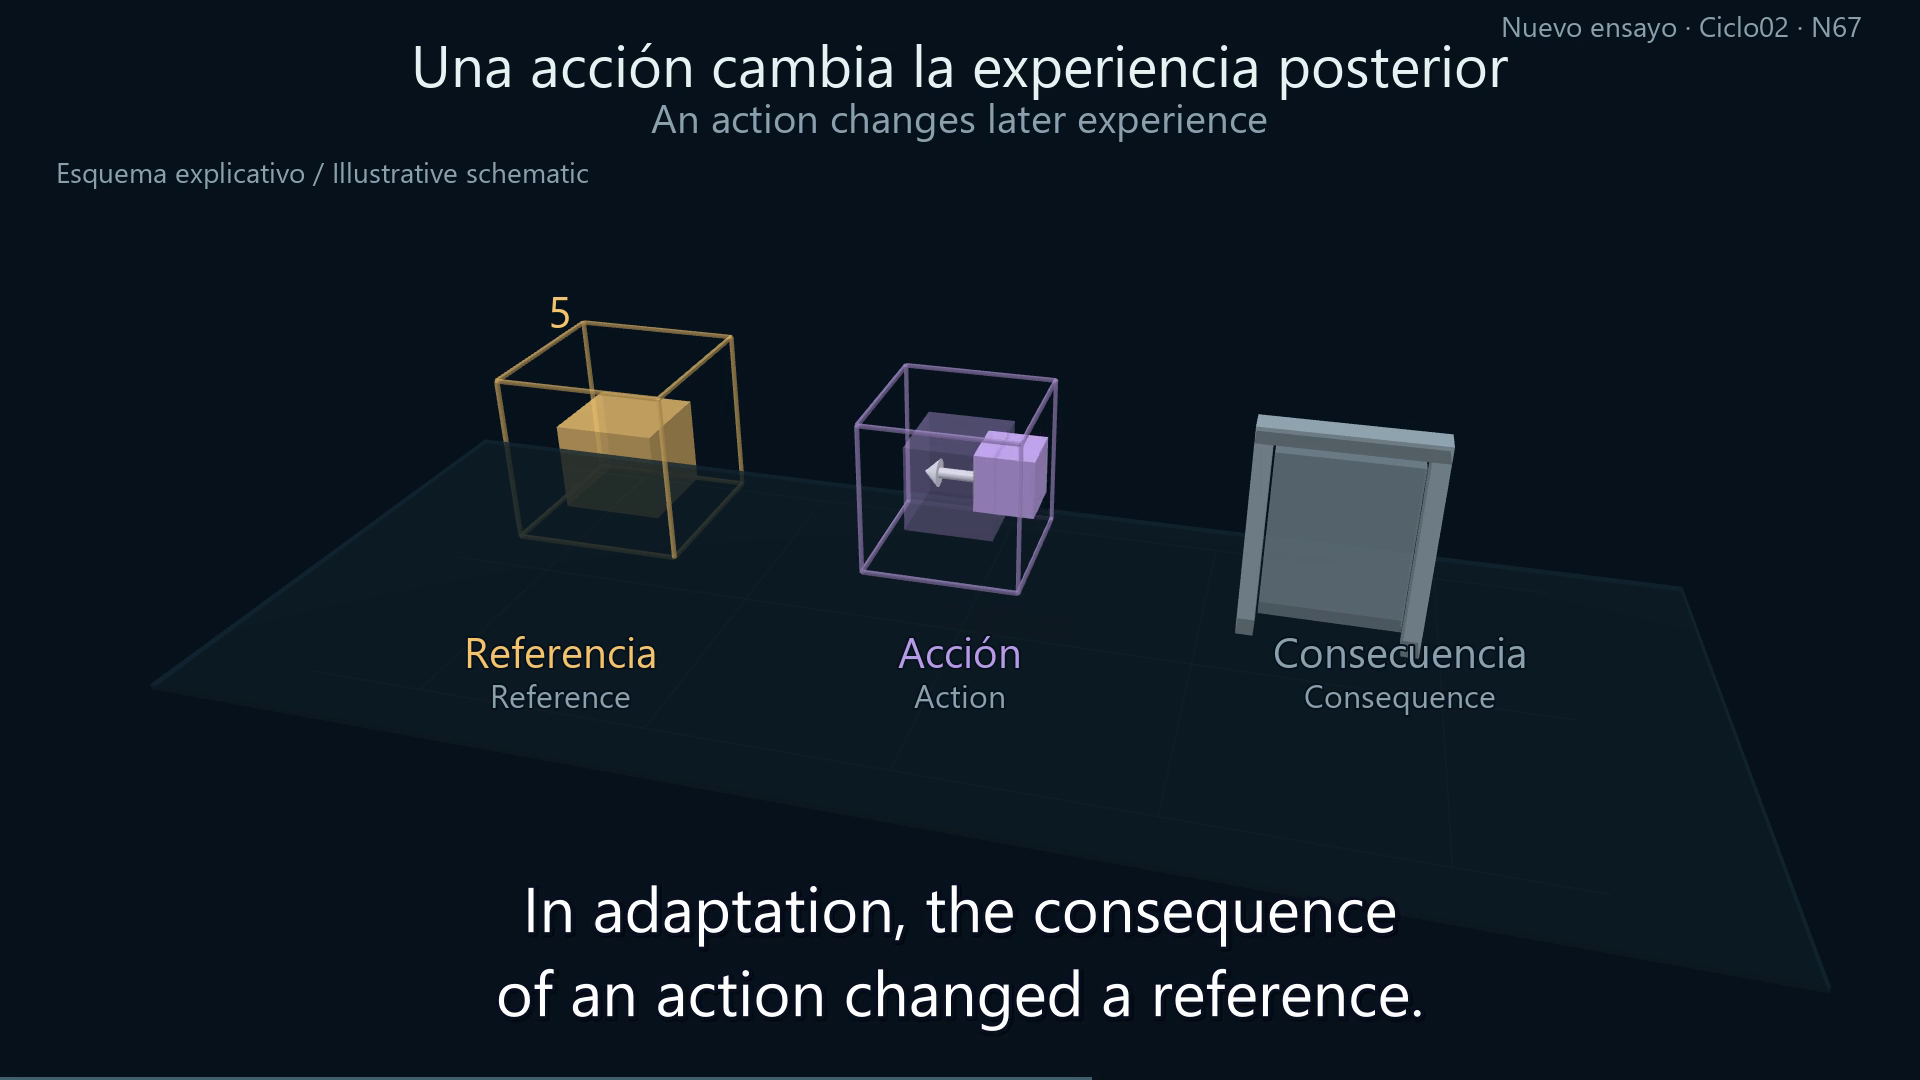 Nuevo ensayo · Ciclo02 · N67
Una acción cambia la experiencia posterior
An action changes later experience
Esquema explicativo / Illustrative schematic
5
Referencia
Reference
Acción
Action
Consecuencia
Consequence
In adaptation, the consequence
of an action changed a reference.